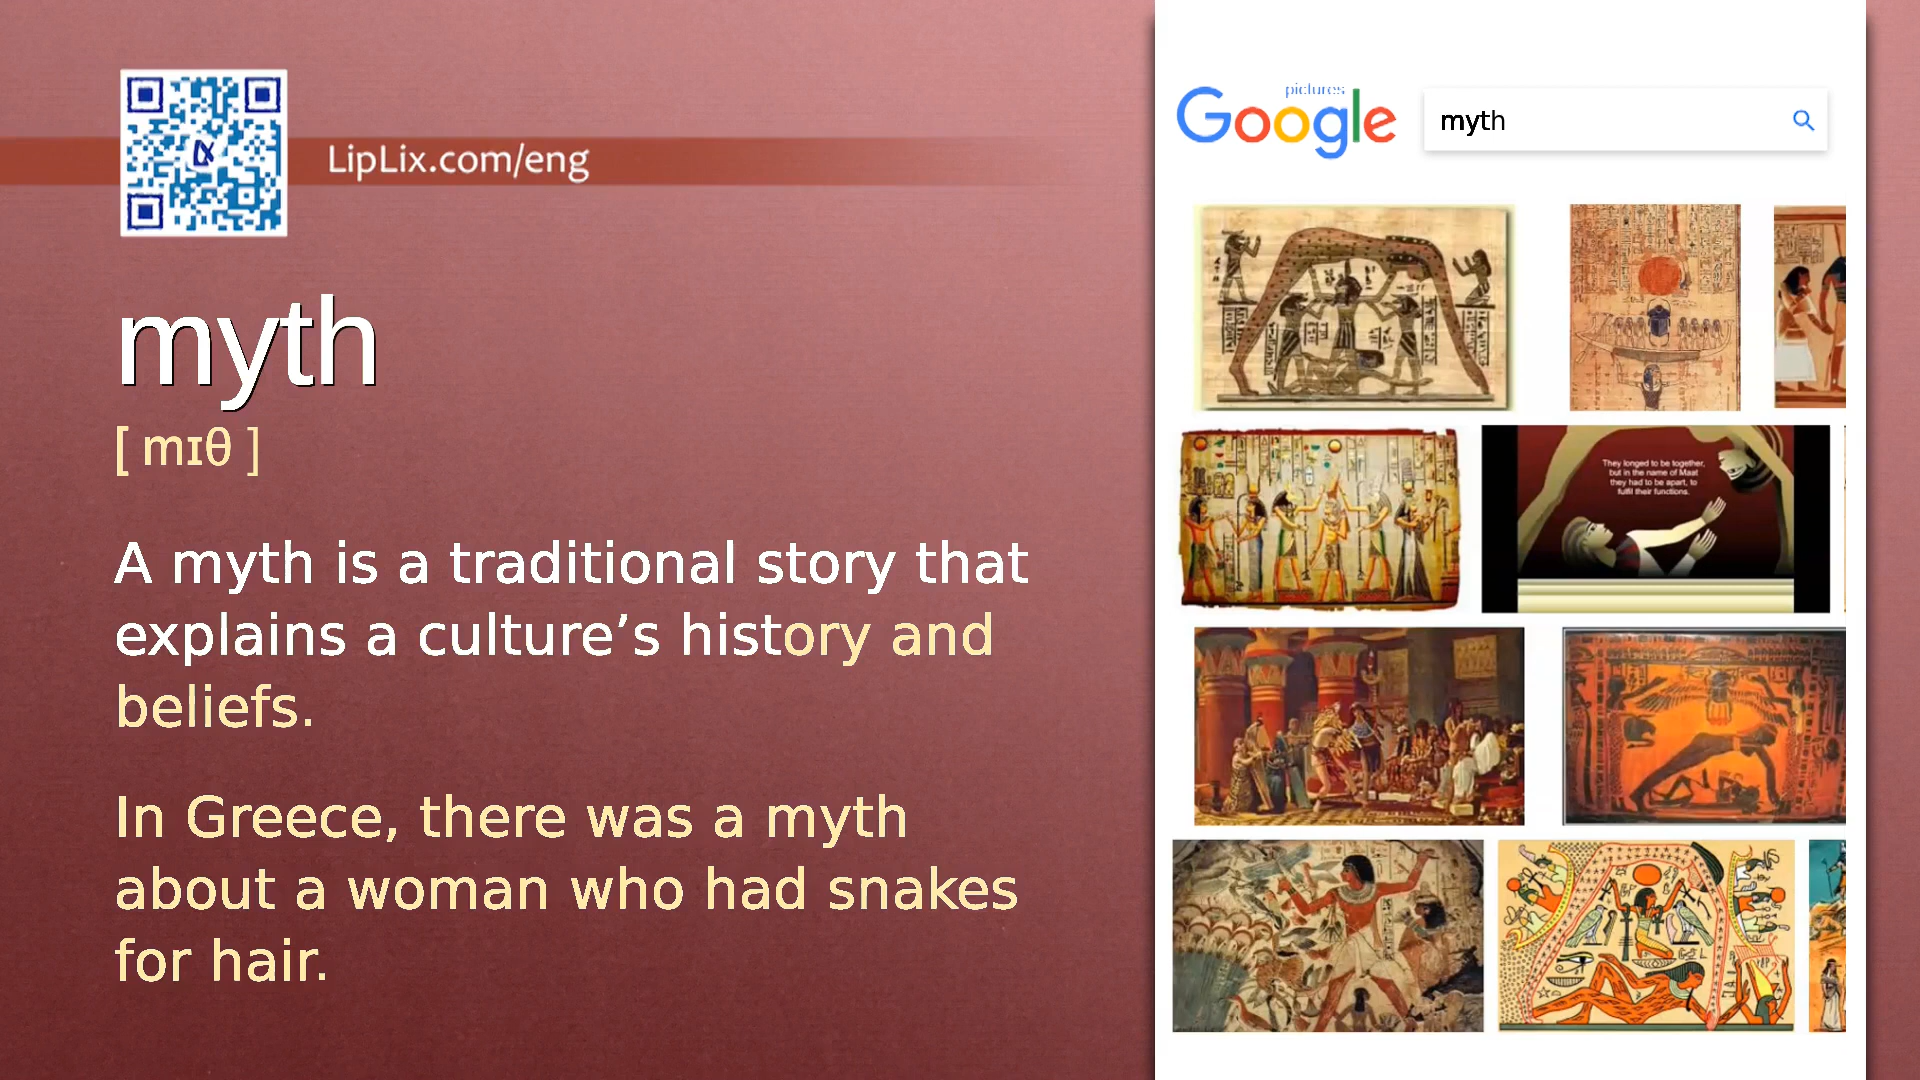 LipLix.com/eng
myth
[ mɪθ ]
A myth is a traditional story that
explains a culture’s history and
beliefs.
In Greece, there was a myth
about a woman who had snakes
for hair.
pictures
Google
myth
They longed to be together,
but in the name of Maat
they had to be apart, to
fulfil their functions.